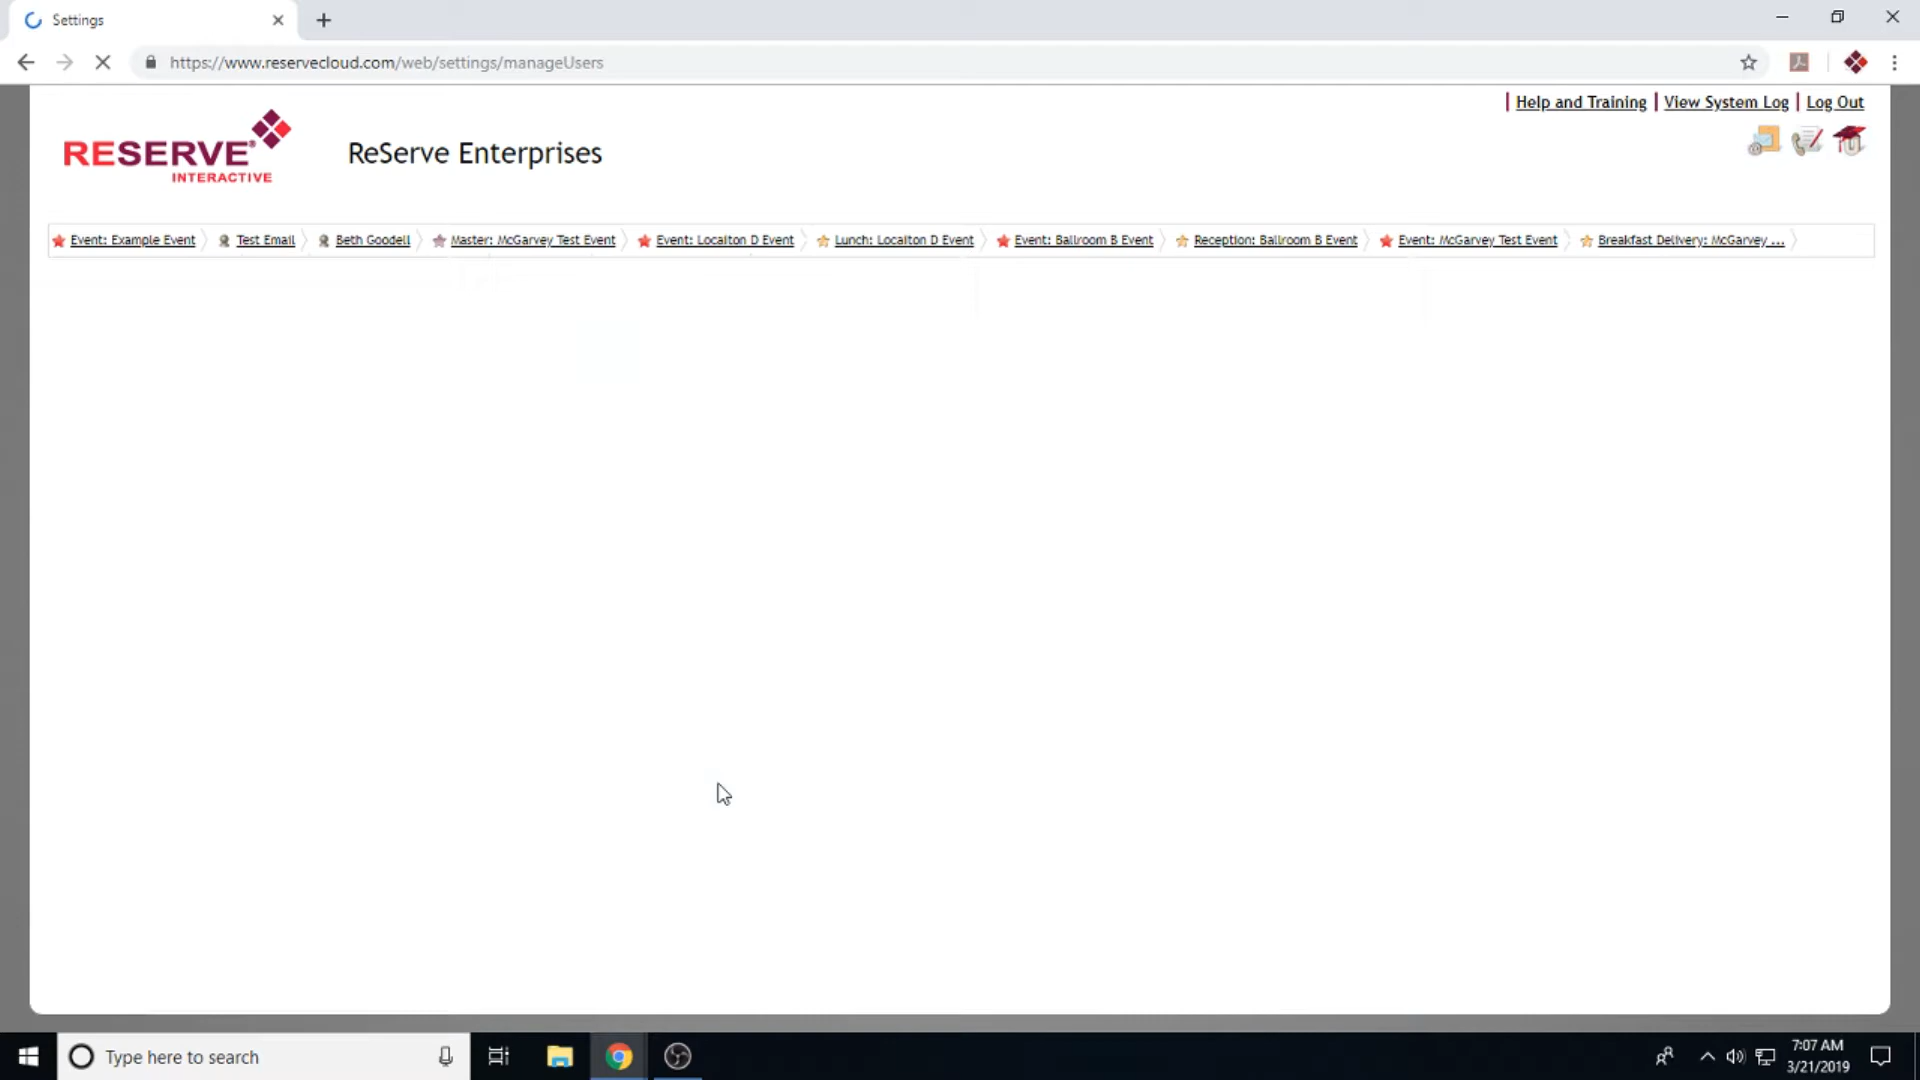 Settings
https://www.reservecloud.com/web/settings/manageUsers
Help and Training View System Log Log Out
RESERVE
INTERACTIVE
ReServe Enterprises
Event: Example Event Test Email Beth Goodell Master: McGarvey Test Event Event: Locaiton D Event Lunch: Locaiton D Event Event: Ballroom B Event Reception: Ballroom B Event Event: McGarvey Test Event Breakfast Delivery: McGarvey ...
Type here to search
7:07 AM
3/21/2019